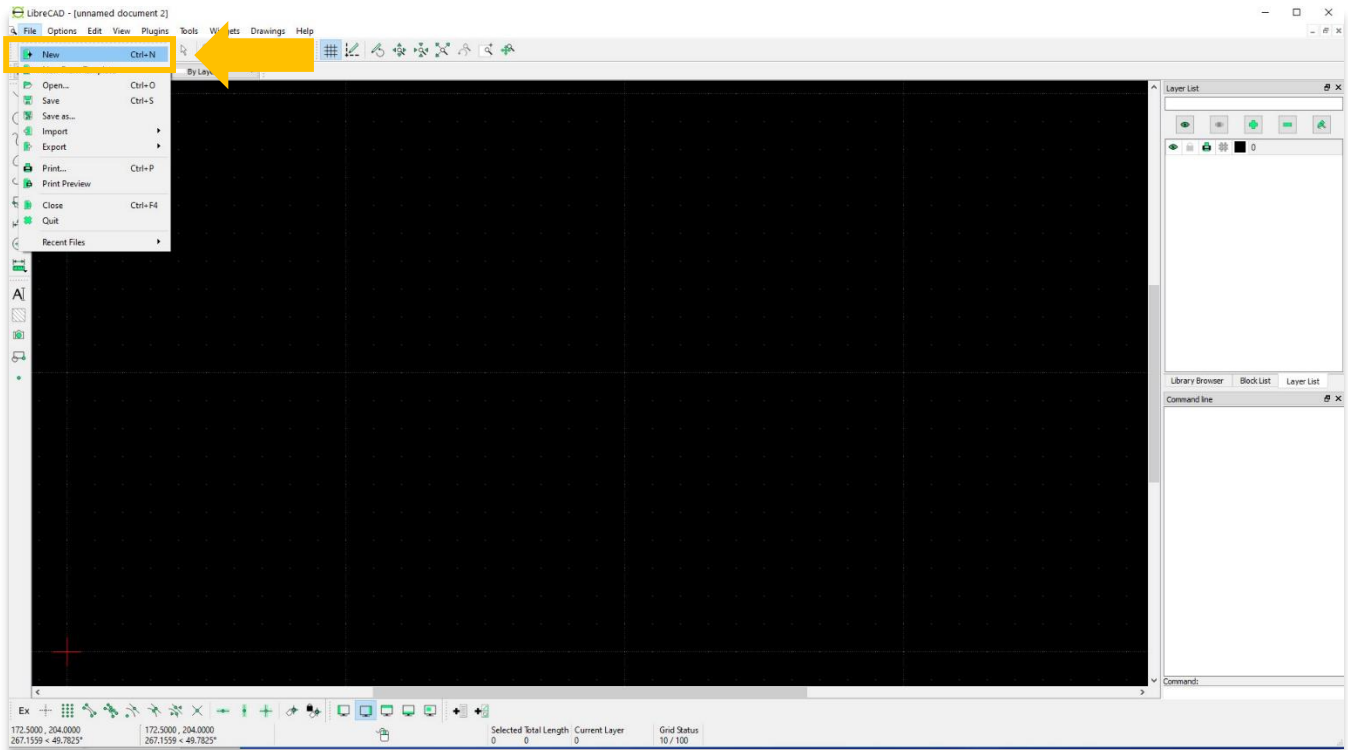 LibreCAD - [unnamed document 2]
File Options Edit View Plugins Tools Widgets Drawings Help
New Ctrl+N
By Layer
Open... Ctrl+O
Save Ctrl+S
Save as...
Import
Export
Print... Ctrl+P
Print Preview
Close Ctrl+F4
Quit
Recent Files
Layer List
0
Library Browser Block List Layer List
Command line
Command:
Ex
172.5000 , 204.0000 172.5000 , 204.0000 Selected Total Length Current Layer Grid Status
267.1559 < 49.7825° 267.1559 < 49.7825° 0 0 0 10 / 100